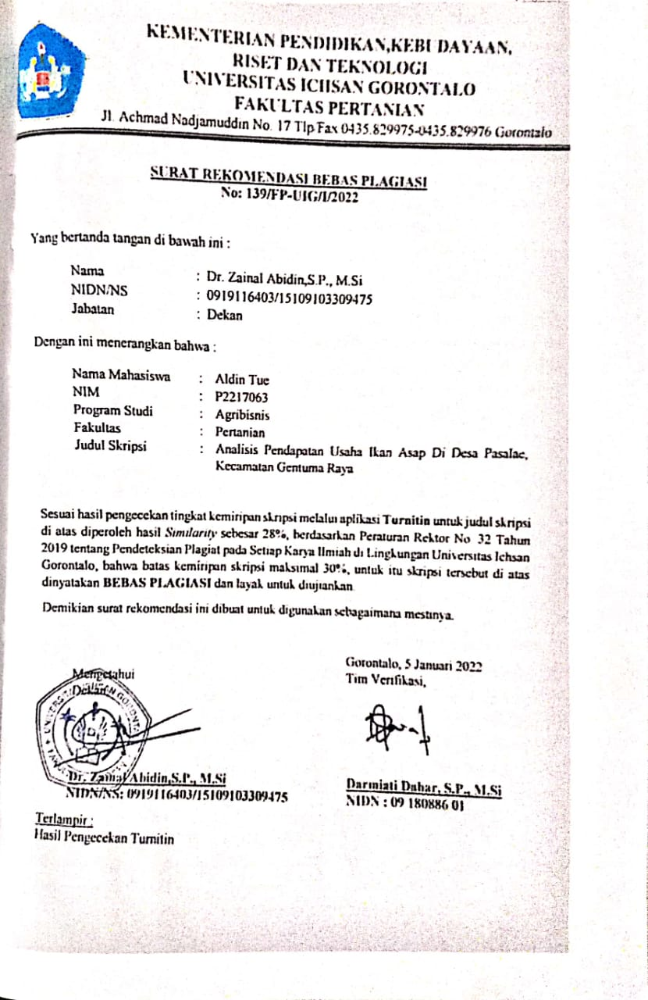 KEMENTERIAN PENDIDIKAN,KEBUDAYAAN,
RISET DAN TEKNOLOGI
UNIVERSITAS ICHSAN GORONTALO
FAKULTAS PERTANIAN
Jl. Achmad Nadjamuddin No. 17 Tlp/Fax 0435.829975-0435.829976 Gorontalo
SURAT REKOMENDASI BEBAS PLAGIASI
No: 139/FP-UIG/I/2022
Yang bertanda tangan di bawah ini :
Nama : Dr. Zainal Abidin,S.P., M.Si
NIDN/NS : 0919116403/15109103309475
Jabatan : Dekan
Dengan ini menerangkan bahwa :
Nama Mahasiswa : Aldin Tue
NIM : P2217063
Program Studi : Agribisnis
Fakultas : Pertanian
Judul Skripsi : Analisis Pendapatan Usaha Ikan Asap Di Desa Pasalae,
Kecamatan Gentuma Raya
Sesuai hasil pengecekan tingkat kemiripan skripsi melalui aplikasi Turnitin untuk judul skripsi
di atas diperoleh hasil Similarity sebesar 28%, berdasarkan Peraturan Rektor No 32 Tahun
2019 tentang Pendeteksian Plagiat pada Setiap Karya Ilmiah di Lingkungan Universitas Ichsan
Gorontalo, bahwa batas kemiripan skripsi maksimal 30%, untuk itu skripsi tersebut di atas
dinyatakan BEBAS PLAGIASI dan layak untuk diujiankan.
Demikian surat rekomendasi ini dibuat untuk digunakan sebagaimana mestinya.
Gorontalo, 5 Januari 2022
Mengetahui
Tim Verifikasi,
Dekan
Dr. Zainal Abidin,S.P., M.Si
NIDN/NS: 0919116403/15109103309475
Darmiati Dahar, S.P., M.Si
NIDN : 09 180886 01
Terlampir :
Hasil Pengecekan Turnitin